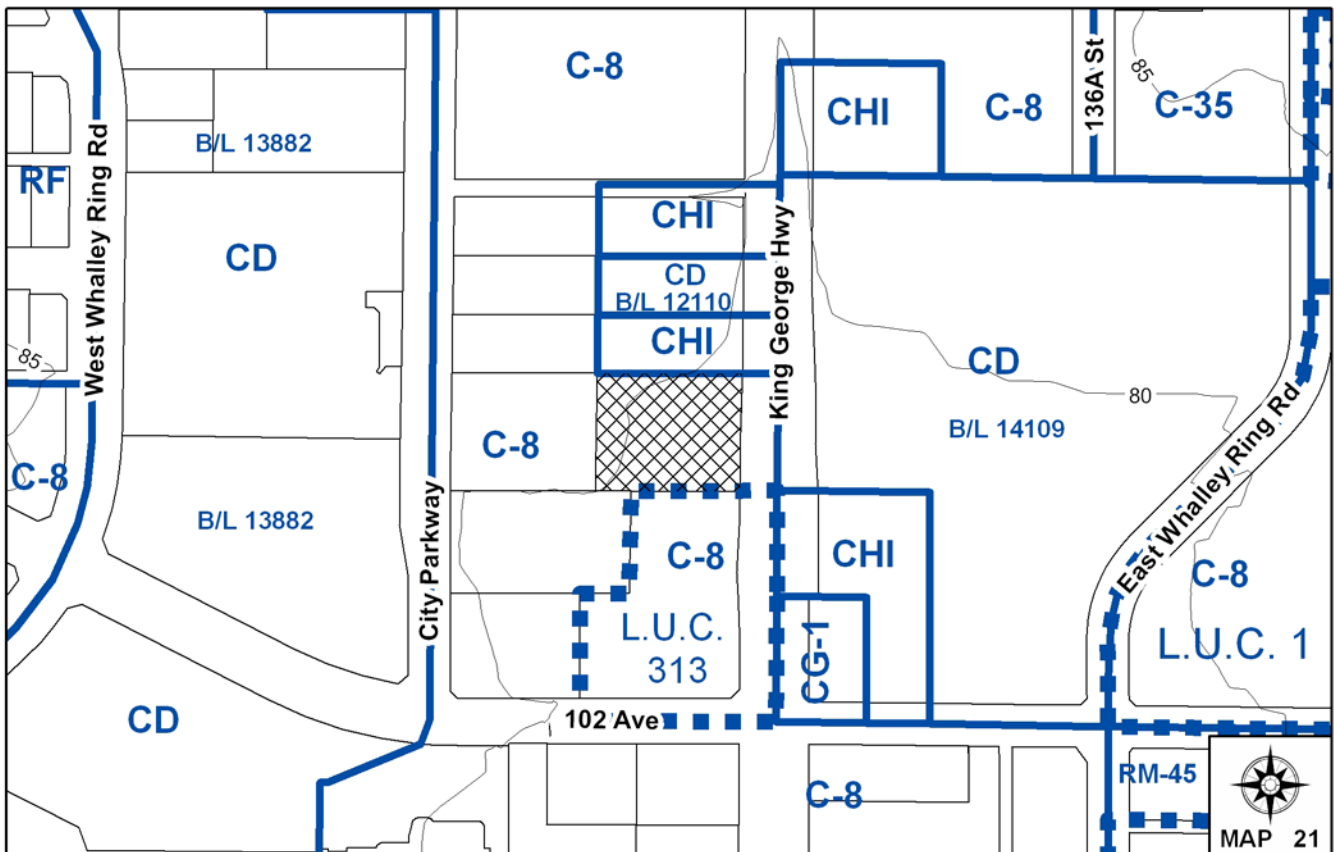 C-8
CHI
C-8
136A St
85
C-35
B/L 13882
RF
West Whalley Ring Rd
CD
CHI
CD
B/L 12110
CHI
King George Hwy
CD
80
B/L 14109
85
C-8
C-8
B/L 13882
City Parkway
C-8
L.U.C.
313
CHI
CG-1
East Whalley Ring Rd
C-8
L.U.C. 1
CD
102 Ave
C-8
RM-45
MAP 21